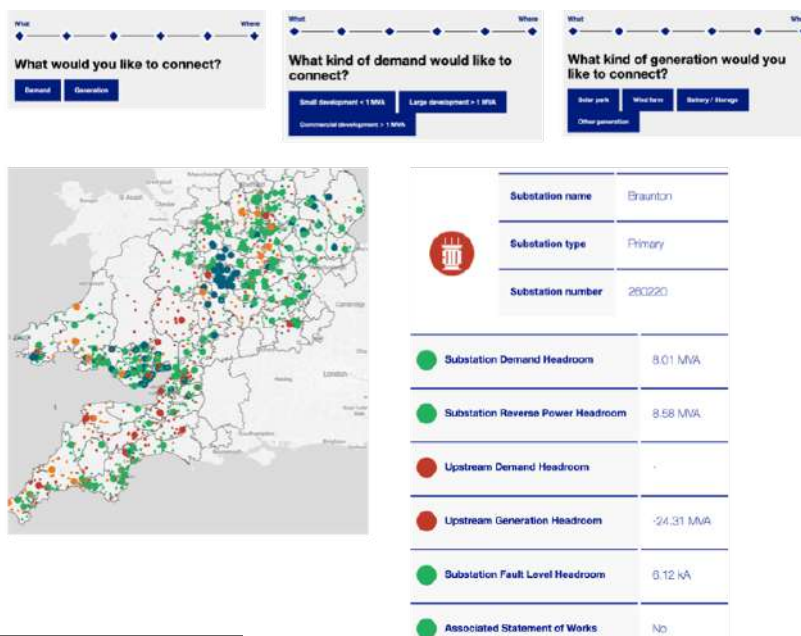 What Where
What would you like to connect?
Demand Generation
What Where
What kind of demand would like to
connect?
Small development < 1 MVA Large development > 1 MVA
Commercial development > 1 MVA
What
What kind of generation would you
like to connect?
Solar park Wind farm Battery / Storage
Other generation
Cambridge
London
Substation name Braunton
Substation type Primary
Substation number 260220
Substation Demand Headroom 8.01 MVA
Substation Reverse Power Headroom 8.58 MVA
Upstream Demand Headroom -
Upstream Generation Headroom -24.31 MVA
Substation Fault Level Headroom 6.12 kA
Associated Statement of Works No